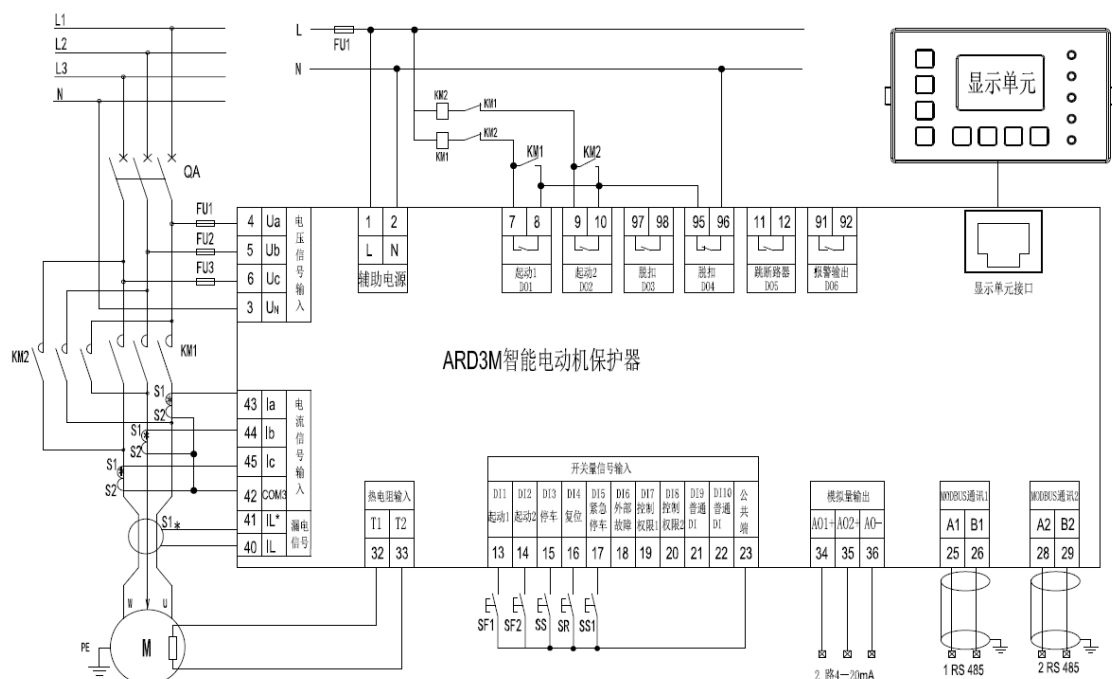 L1
L2
L3
N
L
FU1
N
KM2
KM1
KM1
KM2
KM1
KM2
显示单元
QA
FU1
FU2
FU3
4 Ua
5 Ub
6 Uc
3 UN
电压信号输入
1 2
L N
辅助电源
7 8
起动1
DO1
9 10
起动2
DO2
97 98
脱扣
DO3
95 96
脱扣
DO4
11 12
跳断路器
DO5
91 92
报警输出
DO6
显示单元接口
KM2
KM1
ARD3M智能电动机保护器
S1
S2
S1
S2
S1
S2
S1*
43 Ia
44 Ib
45 Ic
42 COM3
电流信号输入
41 IL*
40 IL
漏电信号
热电阻输入
T1 T2
32 33
开关量信号输入
DI1 起动1
DI2 起动2
DI3 停车
DI4 复位
DI5 紧急停车
DI6 外部故障
DI7 控制权限1
DI8 控制权限2
DI9 普通DI
DI10 普通DI
公共端
13 14 15 16 17 18 19 20 21 22 23
SF1 SF2 SS SR SS1
模拟量输出
AO1+ AO2+ AO-
34 35 36
2 路4—20mA
MODBUS通讯1
A1 B1
25 26
1 RS 485
MODBUS通讯2
A2 B2
28 29
2 RS 485
W V U
PE
M